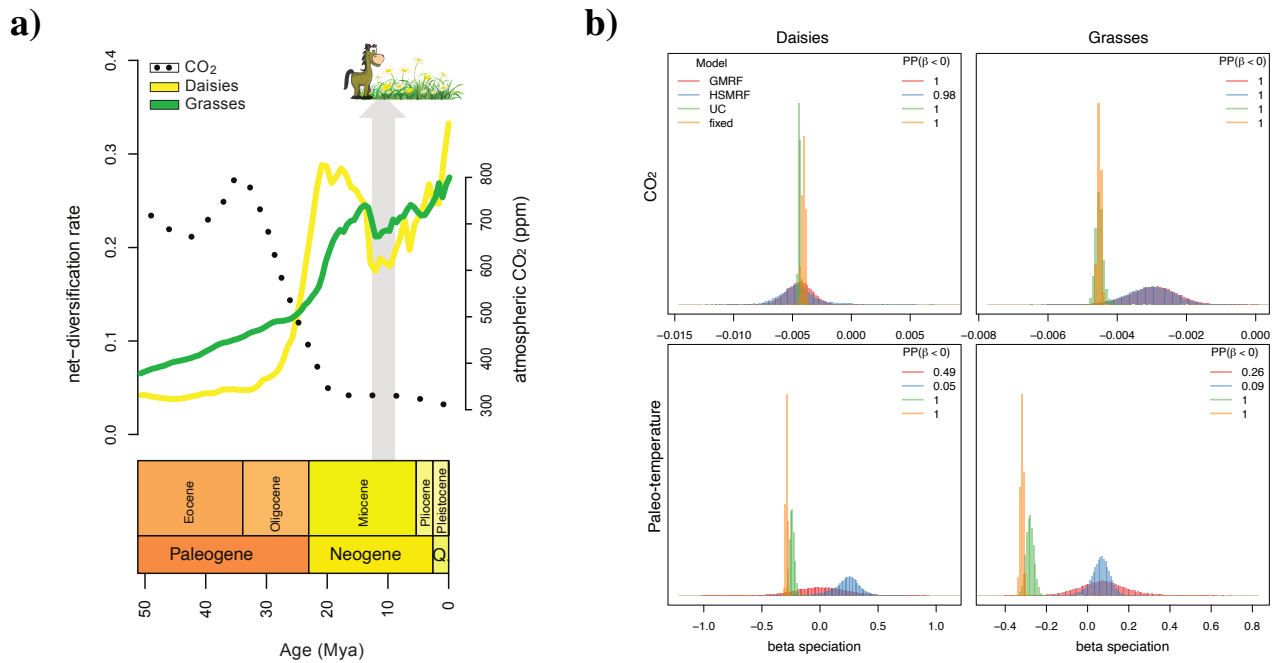 a)
CO2
Daisies
Grasses
0.4
0.3
0.2
0.1
0.0
net−diversification rate
800
700
600
500
400
300
atmospheric CO2 (ppm)
Eocene
Oligocene
Miocene
Pliocene
Pleistocene
Paleogene
Neogene
Q.
50
40
30
20
10
0
Age (Mya)
b)
Daisies
Grasses
CO2
Model
PP(β < 0)
GMRF
1
HSMRF
0.98
UC
1
fixed
1
−0.015
−0.010
−0.005
0.000
0.005
PP(β < 0)
1
1
1
1
−0.008
−0.006
−0.004
−0.002
0.000
Paleo-temperature
PP(β < 0)
0.49
0.05
1
1
−1.0
−0.5
0.0
0.5
1.0
beta speciation
PP(β < 0)
0.26
0.09
1
1
−0.4
−0.2
0.0
0.2
0.4
0.6
0.8
beta speciation